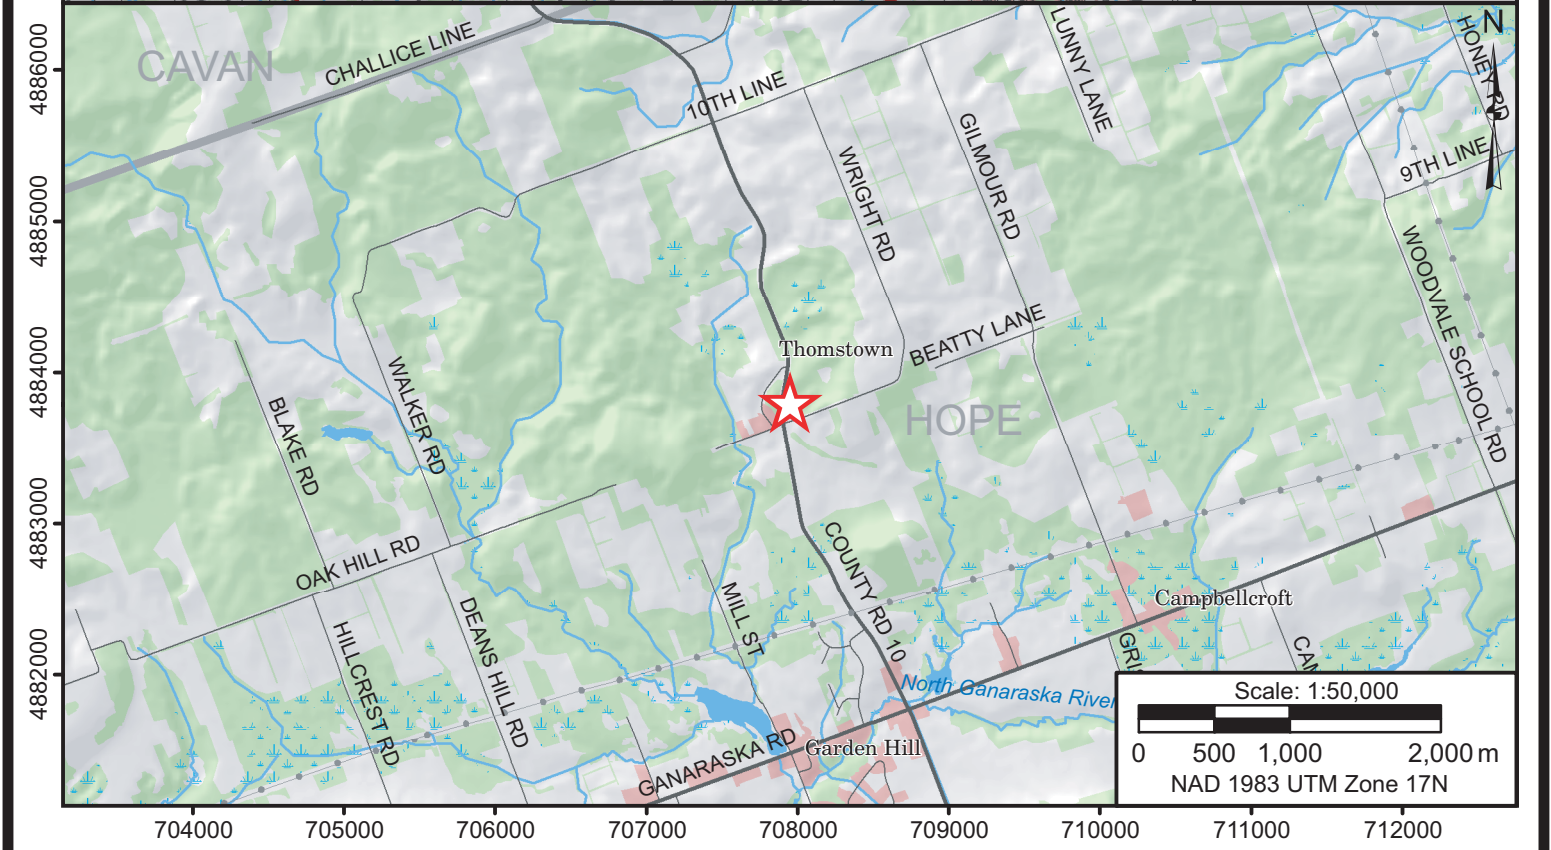 4886000
4885000
4884000
4883000
4882000
CAVAN
CHALLICE LINE
10TH LINE
LUNNY LANE
HONEY RD
N
9TH LINE
WRIGHT RD
GILMOUR RD
WOODVALE SCHOOL RD
BEATTY LANE
Thomstown
HOPE
BLAKE RD
WALKER RD
OAK HILL RD
COUNTY RD 10
MILL ST
DEANS HILL RD
HILLCREST RD
Campbellcroft
GRI
CAM
North Ganaraska River
GANARASKA RD
Garden Hill
Scale: 1:50,000
0 500 1,000 2,000 m
NAD 1983 UTM Zone 17N
704000 705000 706000 707000 708000 709000 710000 711000 712000